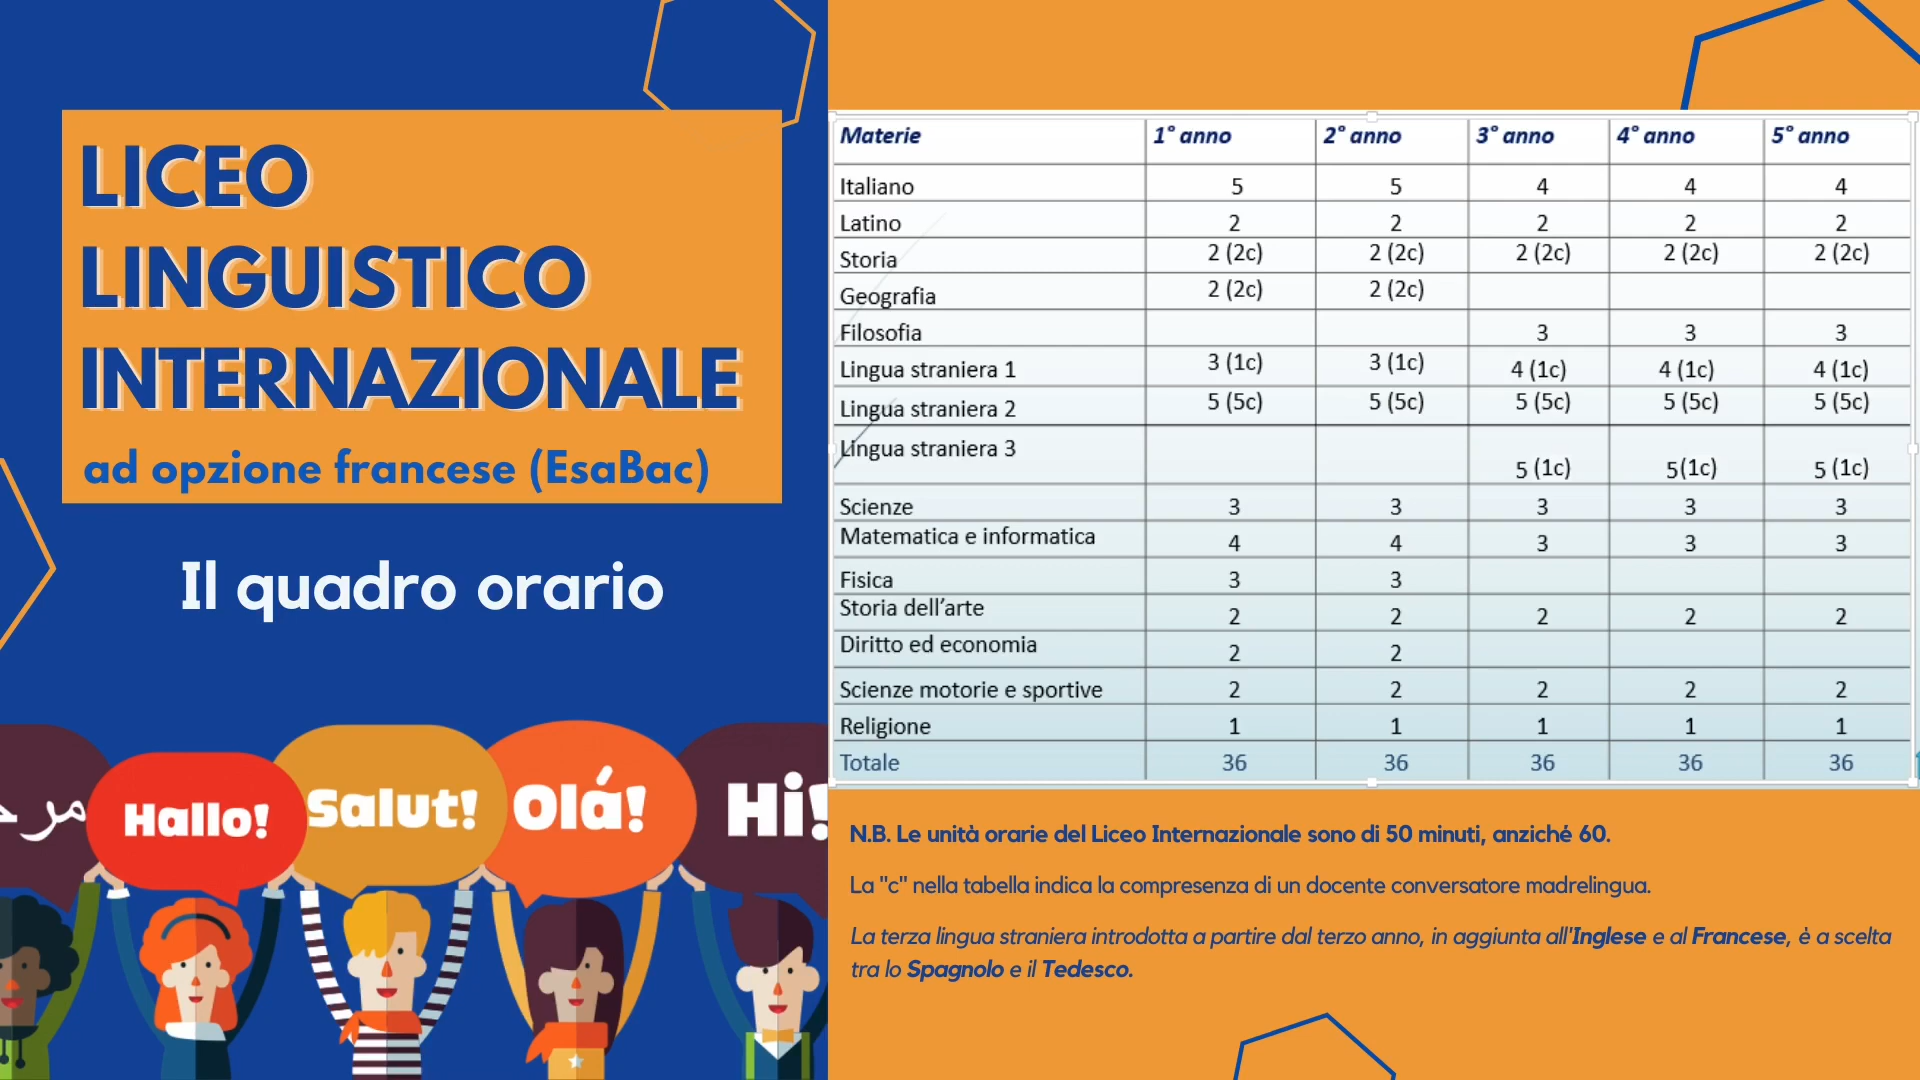 LICEO
LINGUISTICO
INTERNAZIONALE
ad opzione francese (EsaBac)
Il quadro orario
مرح
Hallo!
Salut!
Olá!
Hi!
Materie 1° anno 2° anno 3° anno 4° anno 5° anno
Italiano 5 5 4 4 4
Latino 2 2 2 2 2
Storia 2 (2c) 2 (2c) 2 (2c) 2 (2c) 2 (2c)
Geografia 2 (2c) 2 (2c)
Filosofia 3 3 3
Lingua straniera 1 3 (1c) 3 (1c) 4 (1c) 4 (1c) 4 (1c)
Lingua straniera 2 5 (5c) 5 (5c) 5 (5c) 5 (5c) 5 (5c)
Lingua straniera 3 5 (1c) 5(1c) 5 (1c)
Scienze 3 3 3 3 3
Matematica e informatica 4 4 3 3 3
Fisica 3 3
Storia dell’arte 2 2 2 2 2
Diritto ed economia 2 2
Scienze motorie e sportive 2 2 2 2 2
Religione 1 1 1 1 1
Totale 36 36 36 36 36
N.B. Le unità orarie del Liceo Internazionale sono di 50 minuti, anziché 60.
La "c" nella tabella indica la compresenza di un docente conversatore madrelingua.
La terza lingua straniera introdotta a partire dal terzo anno, in aggiunta all'Inglese e al Francese, è a scelta
tra lo Spagnolo e il Tedesco.